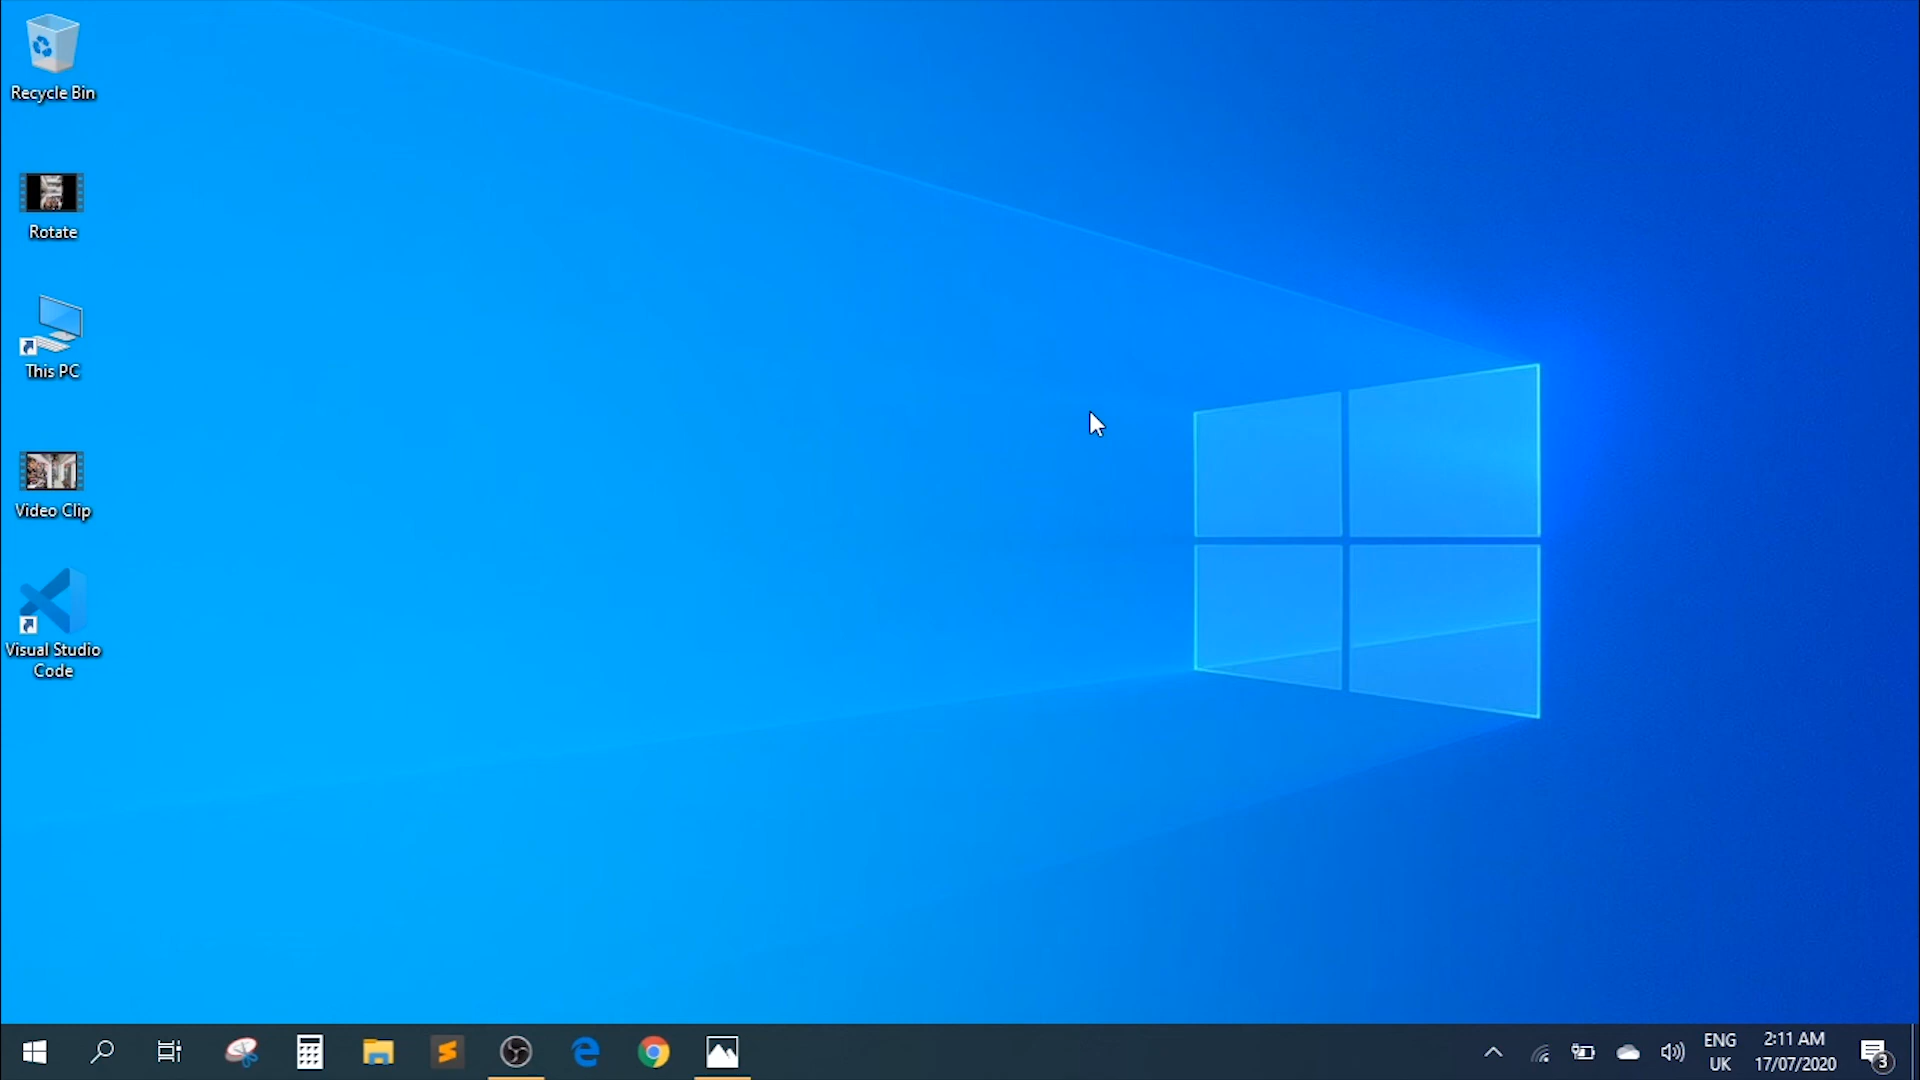 Recycle Bin
Rotate
This PC
Video Clip
Visual Studio
Code
ENG
UK
2:11 AM
17/07/2020
3